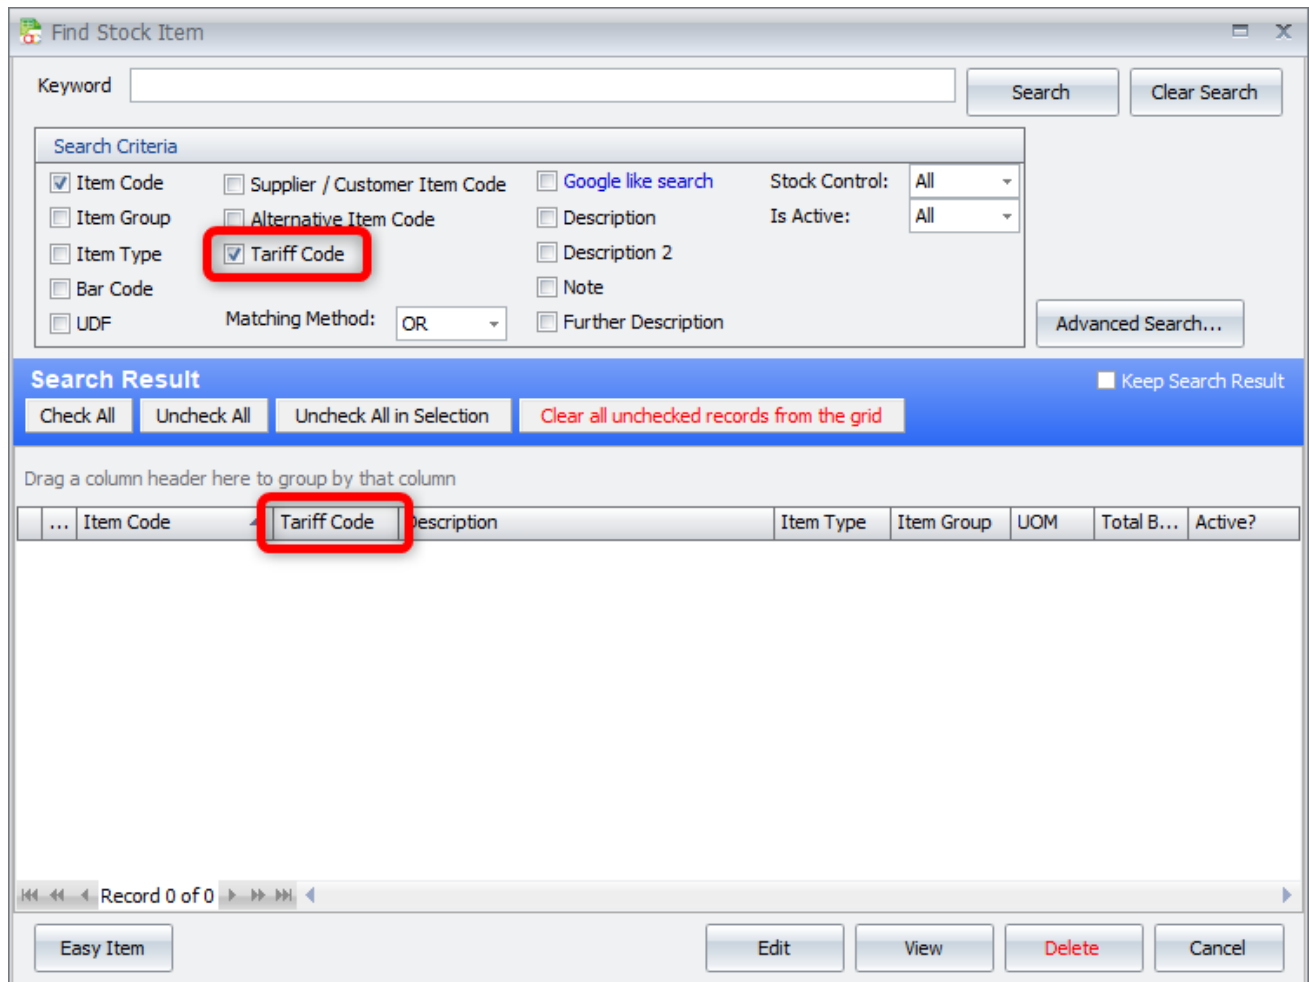 Find Stock Item
Keyword Search Clear Search
Search Criteria
Item Code Supplier / Customer Item Code Google like search Stock Control: All
Item Group Alternative Item Code Description Is Active: All
Item Type Tariff Code Description 2
Bar Code Note
UDF Matching Method: OR Further Description Advanced Search...
Search Result Keep Search Result
Check All Uncheck All Uncheck All in Selection Clear all unchecked records from the grid
Drag a column header here to group by that column
... Item Code Tariff Code Description Item Type Item Group UOM Total B... Active?
Record 0 of 0
Easy Item Edit View Delete Cancel